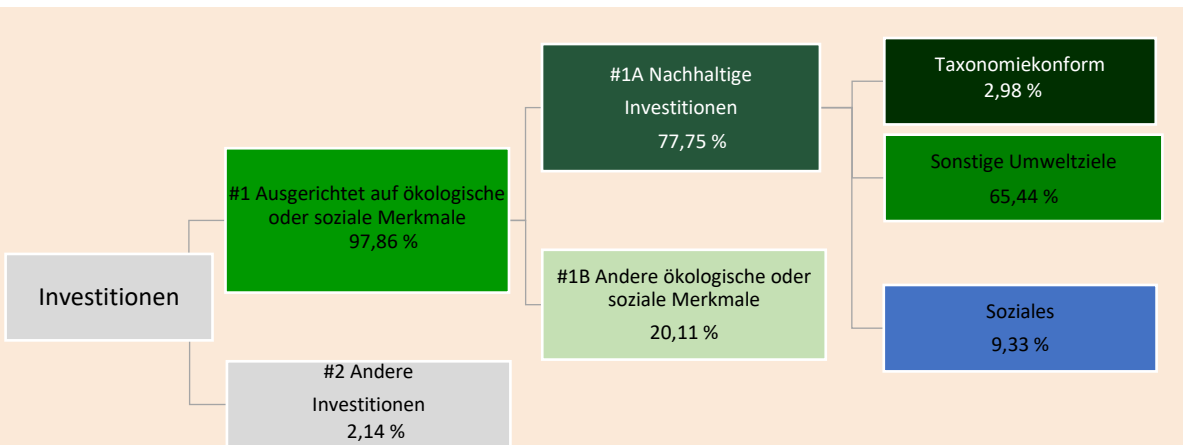 Investitionen
#1 Ausgerichtet auf ökologische
oder soziale Merkmale
97,86 %
#2 Andere
Investitionen
2,14 %
#1A Nachhaltige
Investitionen
77,75 %
#1B Andere ökologische oder
soziale Merkmale
20,11 %
Taxonomiekonform
2,98 %
Sonstige Umweltziele
65,44 %
Soziales
9,33 %